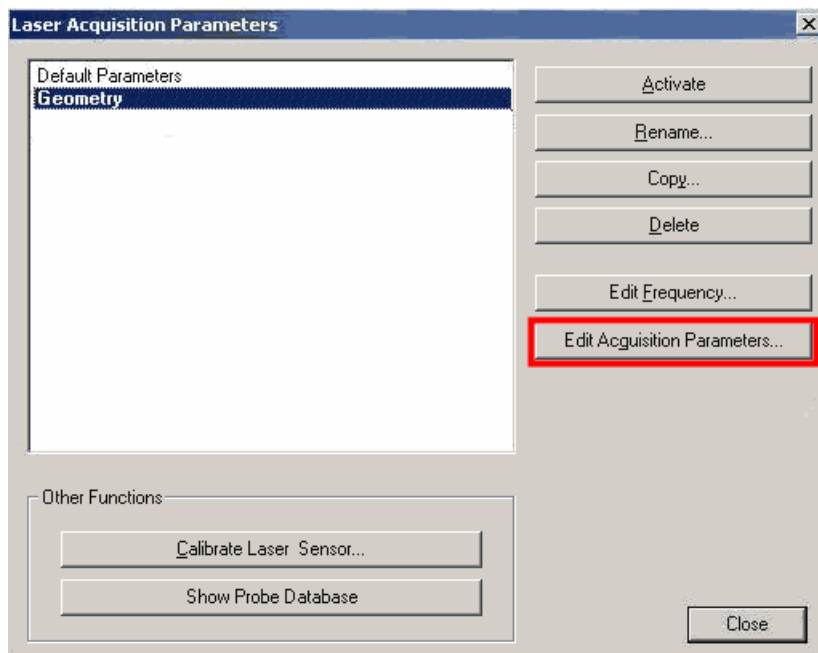 Laser Acquisition Parameters
Default Parameters
Geometry
Activate
Rename...
Copy...
Delete
Edit Frequency...
Edit Acquisition Parameters...
Other Functions
Calibrate Laser Sensor...
Show Probe Database
Close